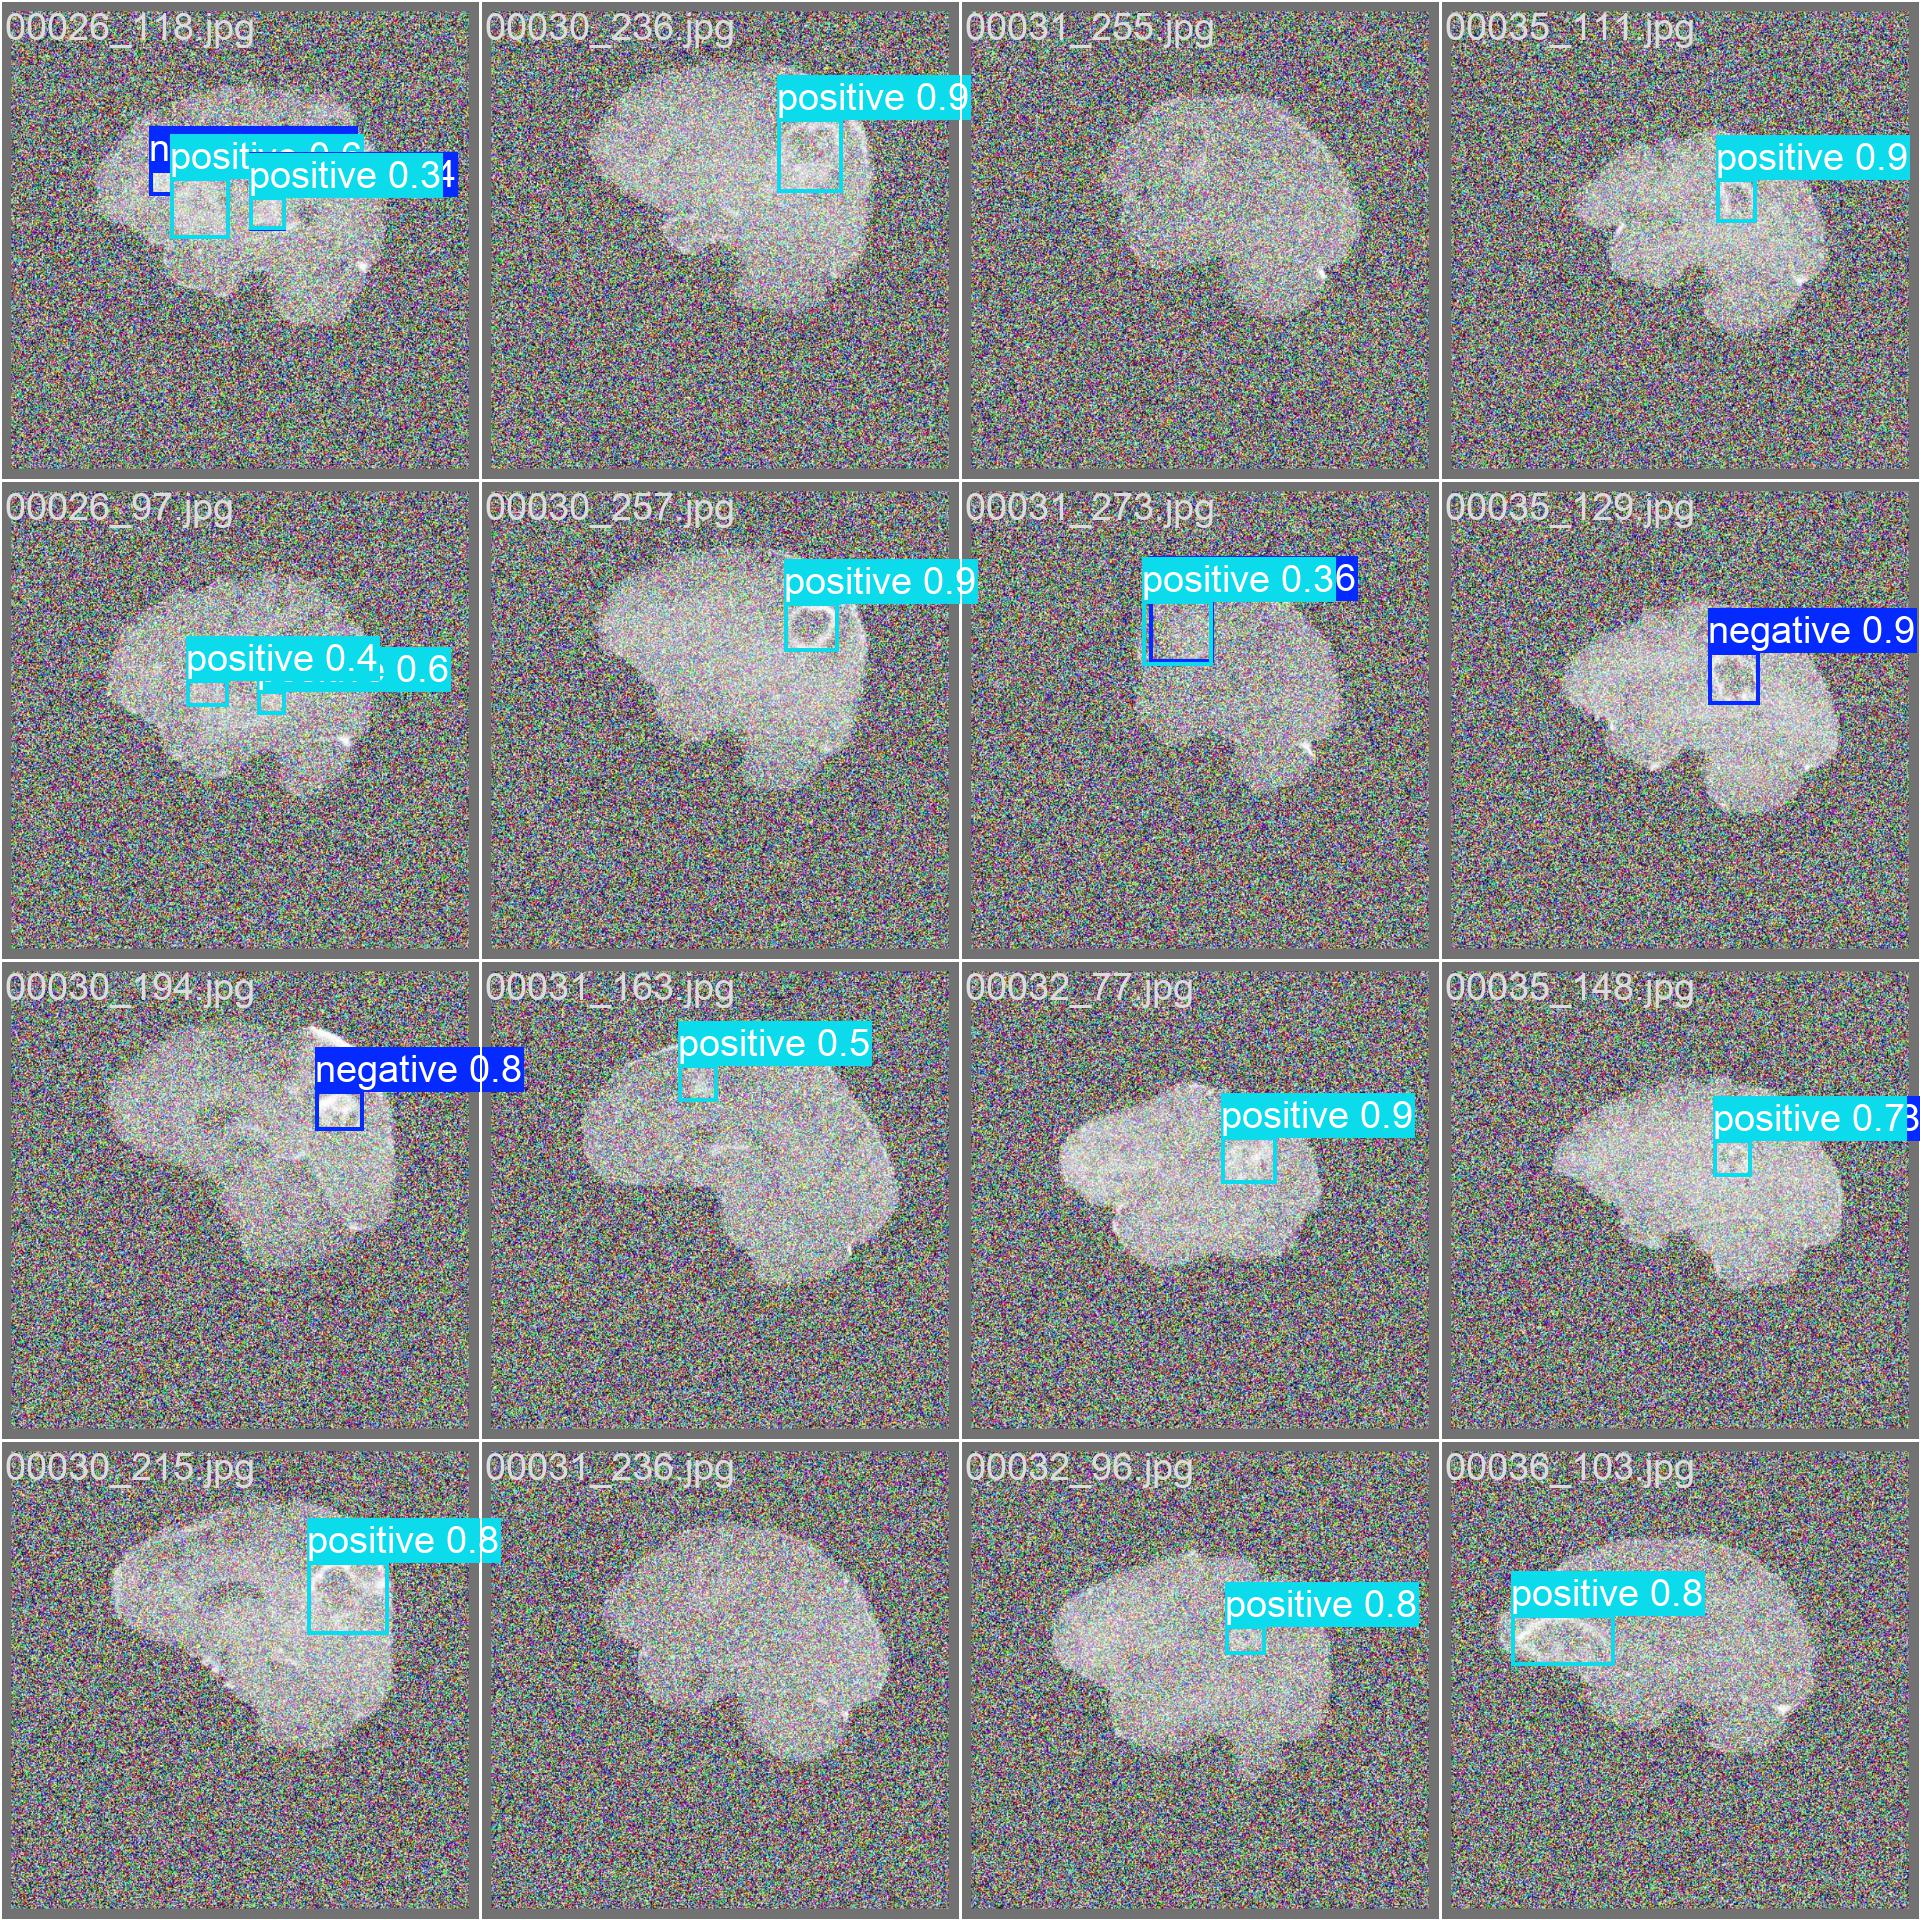 00026_118.jpg
n
positive 0.6
positive 0.34
00030_236.jpg
positive 0.9
00031_255.jpg
00035_111.jpg
positive 0.9
00026_97.jpg
positive 0.4
0.6
00030_257.jpg
positive 0.9
00031_273.jpg
positive 0.36
00035_129.jpg
negative 0.9
00030_194.jpg
negative 0.8
00031_163.jpg
positive 0.5
00032_77.jpg
positive 0.9
00035_148.jpg
positive 0.73
00030_215.jpg
positive 0.8
00031_236.jpg
00032_96.jpg
positive 0.8
00036_103.jpg
positive 0.8